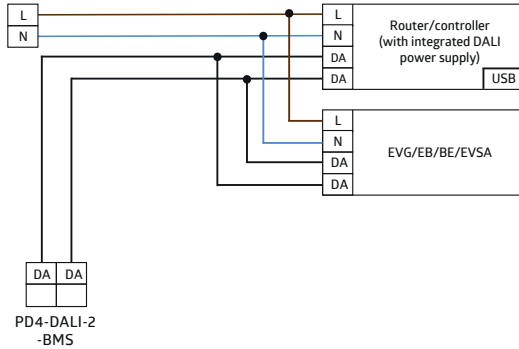 L
N
L
N
DA
DA
Router/controller
(with integrated DALI
power supply)
USB
L
N
DA
DA
EVG/EB/BE/EVSA
DA DA
PD4-DALI-2
-BMS